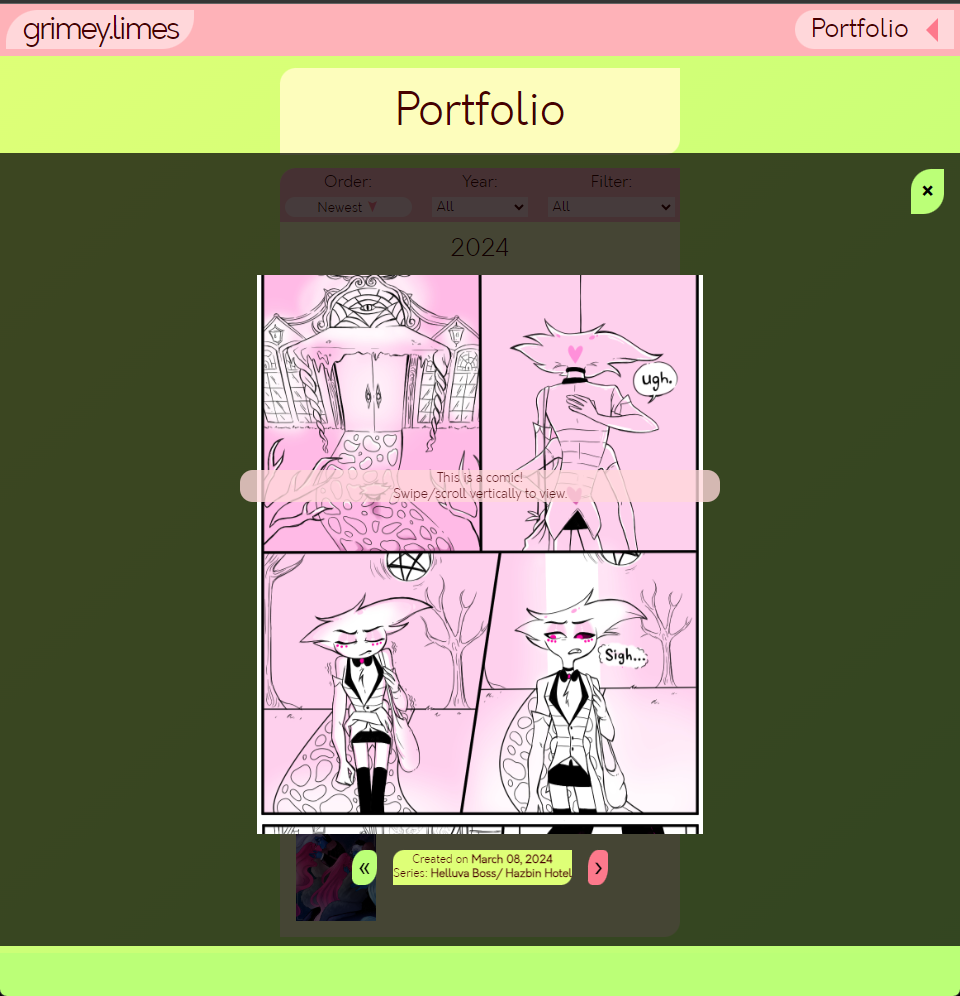 grimey.limes
Portfolio
Portfolio
Order:
Year:
Filter:
Newest
All
All
2024
ugh.
This is a comic!
Swipe/scroll vertically to view.
Sigh...
Created on March 08, 2024
Series: Helluva Boss/ Hazbin Hotel